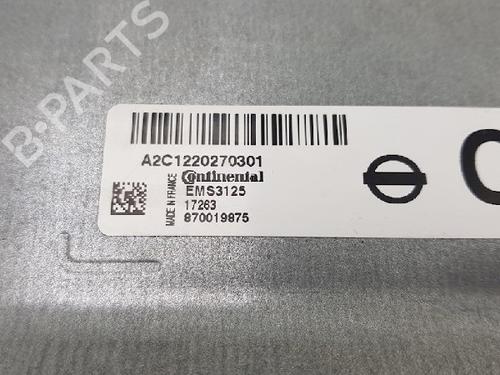 B-PARTS
A2C1220270301
Continental
EMS3125
MADE IN FRANCE
17263
870019875